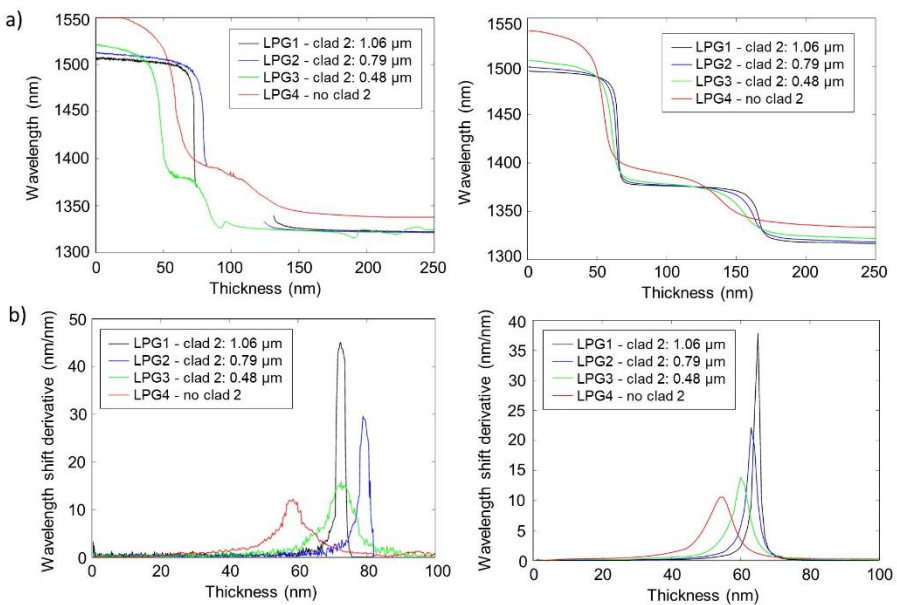 a)
1550
1500
1450
1400
1350
1300
Wavelength (nm)
LPG1 - clad 2: 1.06 µm
LPG2 - clad 2: 0.79 µm
LPG3 - clad 2: 0.48 µm
LPG4 - no clad 2
0 50 100 150 200 250
Thickness (nm)
1550
1500
1450
1400
1350
1300
Wavelength (nm)
LPG1 - clad 2: 1.06 µm
LPG2 - clad 2: 0.79 µm
LPG3 - clad 2: 0.48 µm
LPG4 - no clad 2
0 50 100 150 200 250
Thickness (nm)
b)
50
40
30
20
10
0
Wavelength shift derivative (nm/nm)
LPG1 - clad 2: 1.06 µm
LPG2 - clad 2: 0.79 µm
LPG3 - clad 2: 0.48 µm
LPG4 - no clad 2
0 20 40 60 80 100
Thickness (nm)
40
35
30
25
20
15
10
5
0
Wavelength shift derivative (nm/nm)
LPG1 - clad 2: 1.06 µm
LPG2 - clad 2: 0.79 µm
LPG3 - clad 2: 0.48 µm
LPG4 - no clad 2
0 20 40 60 80 100
Thickness (nm)